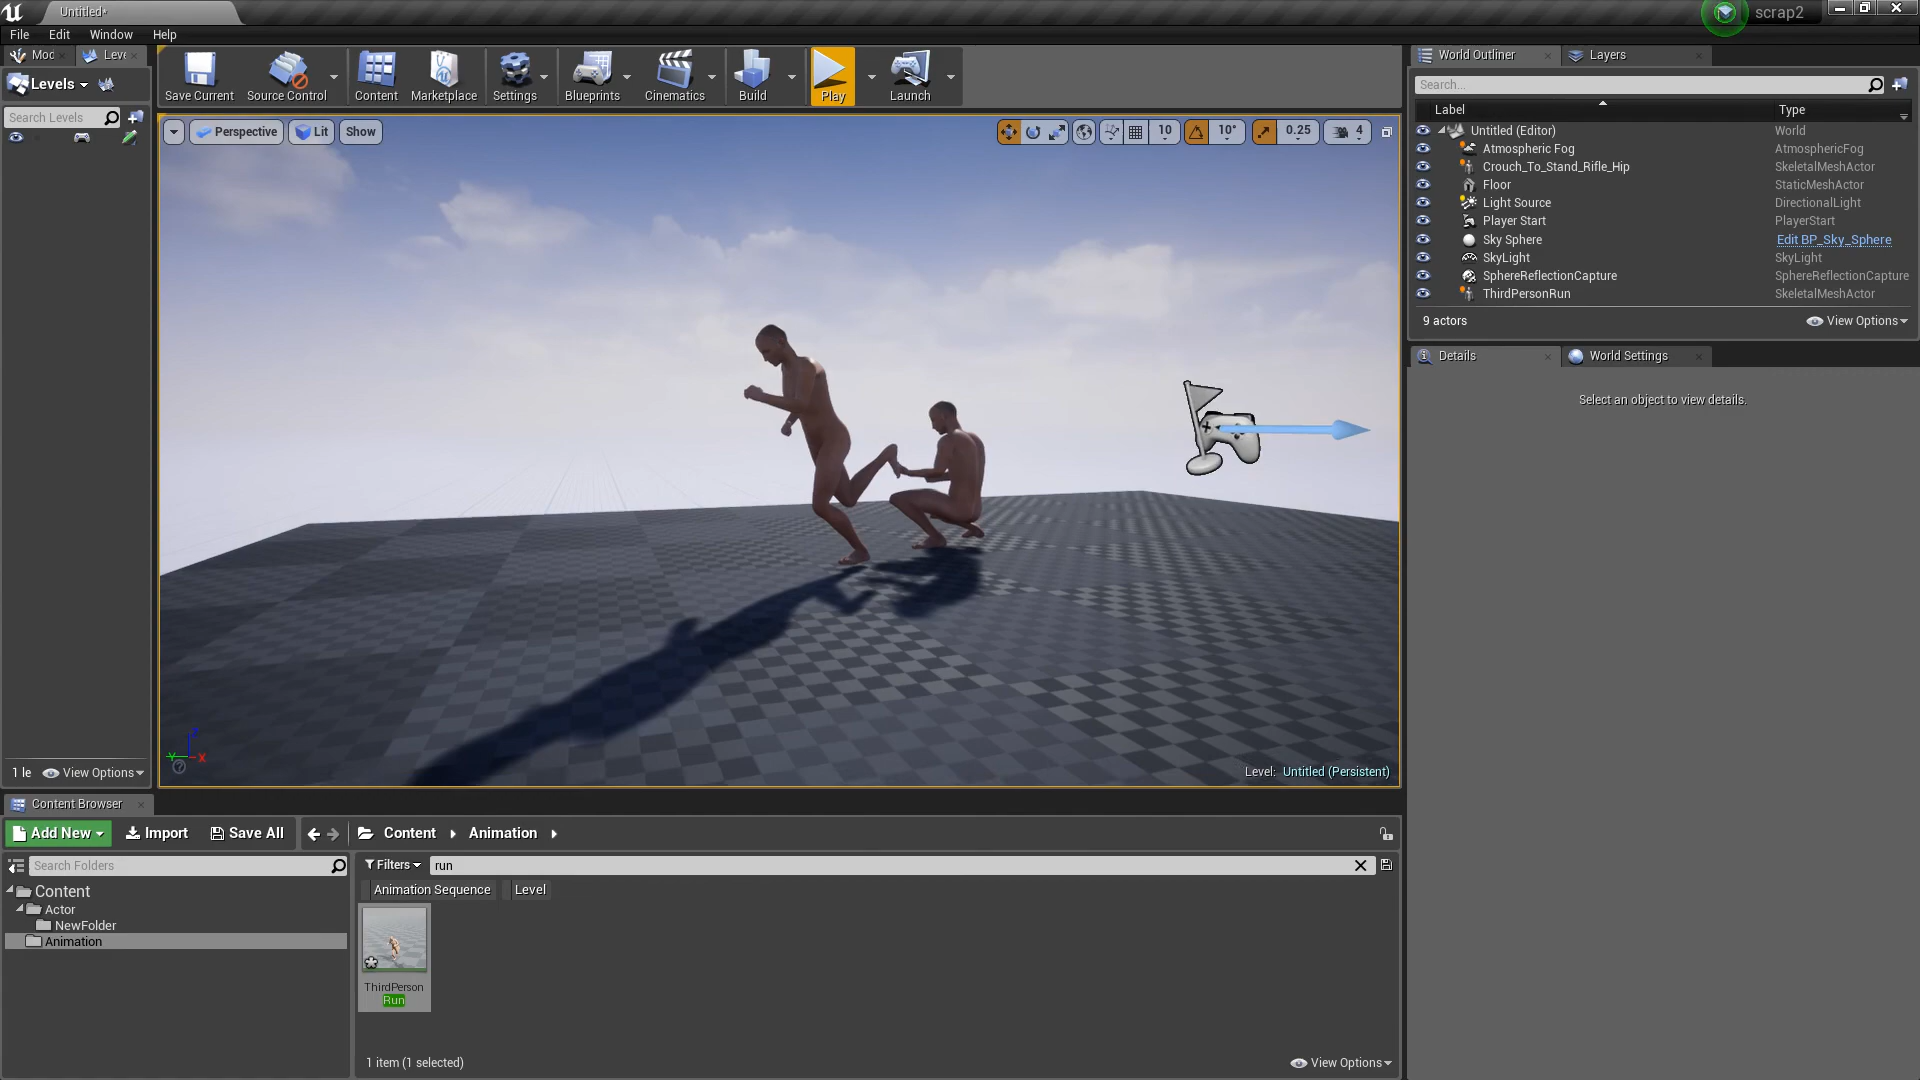 Untitled*
scrap2
File Edit Window Help
Moc Leve
Levels
Search Levels
1 le View Options
Save Current Source Control Content Marketplace Settings Blueprints Cinematics Build Play Launch
Perspective Lit Show
10 10° 0.25 4
Y X
Level: Untitled (Persistent)
World Outliner Layers
Search...
Label Type
Untitled (Editor) World
Atmospheric Fog AtmosphericFog
Crouch_To_Stand_Rifle_Hip SkeletalMeshActor
Floor StaticMeshActor
Light Source DirectionalLight
Player Start PlayerStart
Sky Sphere Edit BP_Sky_Sphere
SkyLight SkyLight
SphereReflectionCapture SphereReflectionCapture
ThirdPersonRun SkeletalMeshActor
9 actors View Options
Details World Settings
Select an object to view details.
Content Browser
Add New Import Save All Content Animation
Search Folders
Content
Actor
NewFolder
Animation
Filters run
Animation Sequence Level
ThirdPerson
Run
1 item (1 selected) View Options